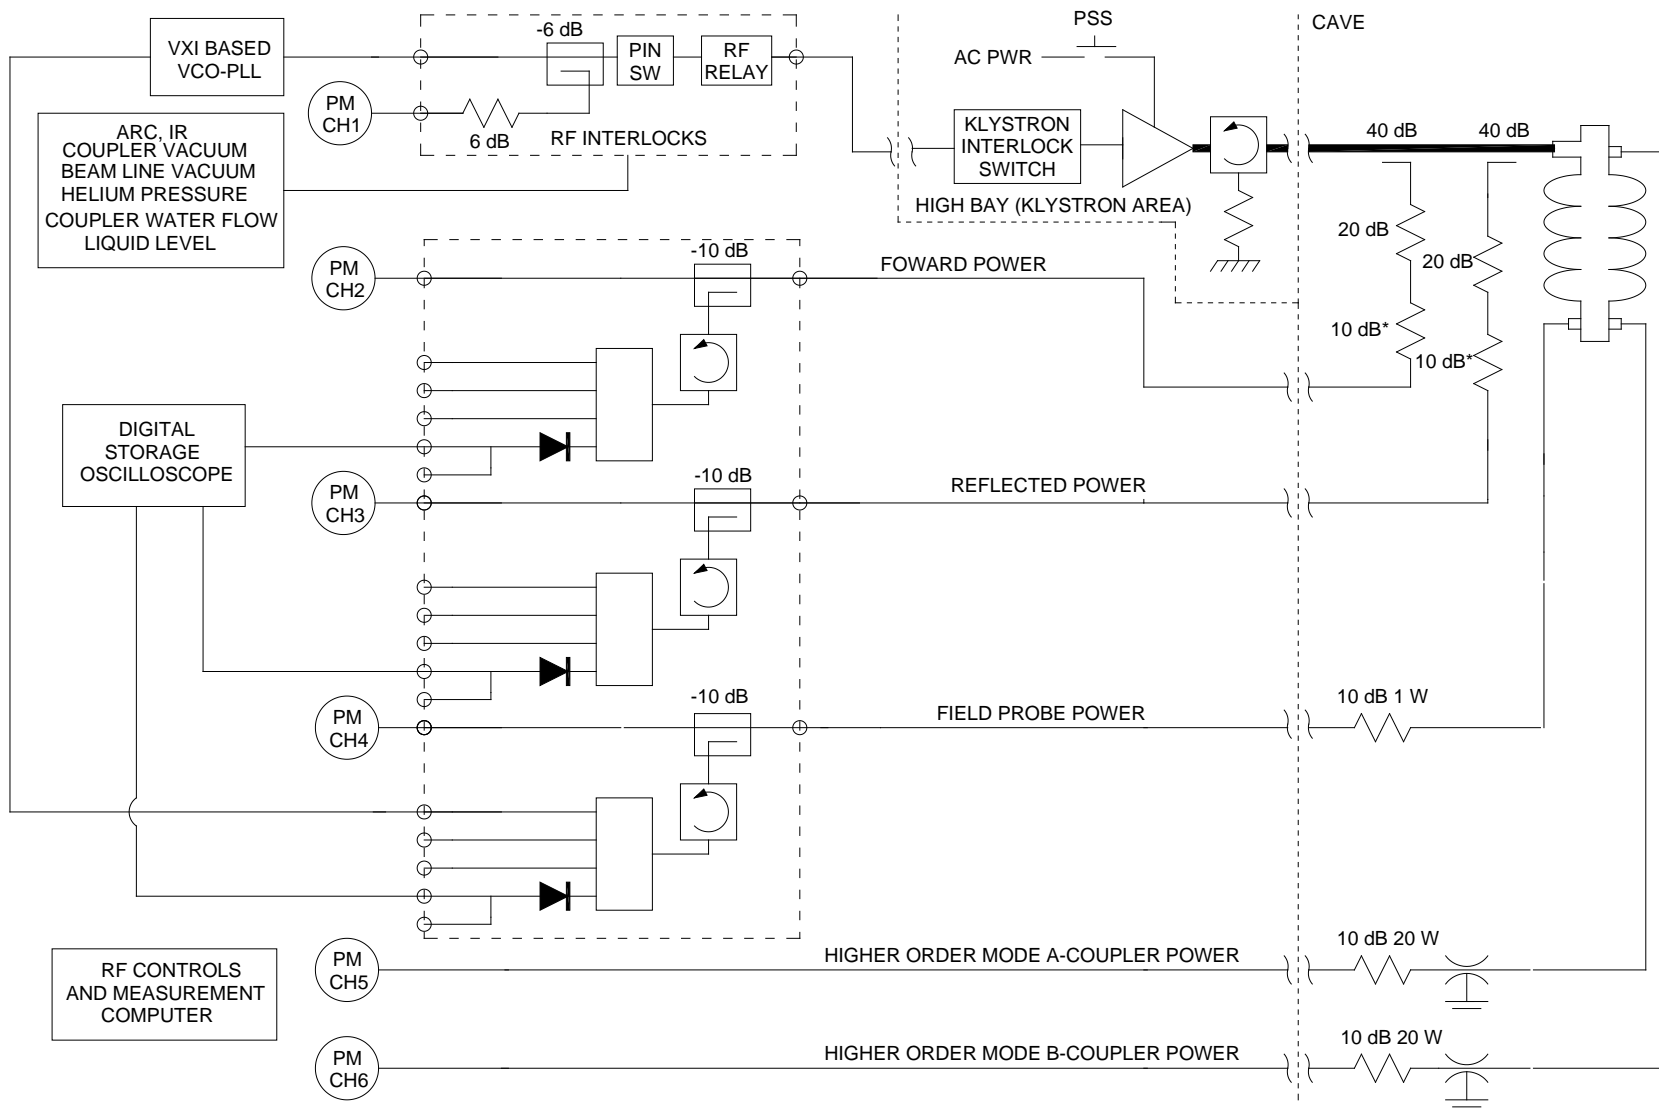 VXI BASED
VCO-PLL
-6 dB
PIN
SW
RF
RELAY
PSS
AC PWR
CAVE
PM
CH1
6 dB
RF INTERLOCKS
ARC, IR
COUPLER VACUUM
BEAM LINE VACUUM
HELIUM PRESSURE
COUPLER WATER FLOW
LIQUID LEVEL
KLYSTRON
INTERLOCK
SWITCH
HIGH BAY (KLYSTRON AREA)
40 dB
40 dB
20 dB
20 dB
10 dB*
10 dB*
PM
CH2
-10 dB
FOWARD POWER
DIGITAL
STORAGE
OSCILLOSCOPE
PM
CH3
-10 dB
REFLECTED POWER
PM
CH4
-10 dB
FIELD PROBE POWER
10 dB 1 W
RF CONTROLS
AND MEASUREMENT
COMPUTER
PM
CH5
HIGHER ORDER MODE A-COUPLER POWER
10 dB 20 W
PM
CH6
HIGHER ORDER MODE B-COUPLER POWER
10 dB 20 W